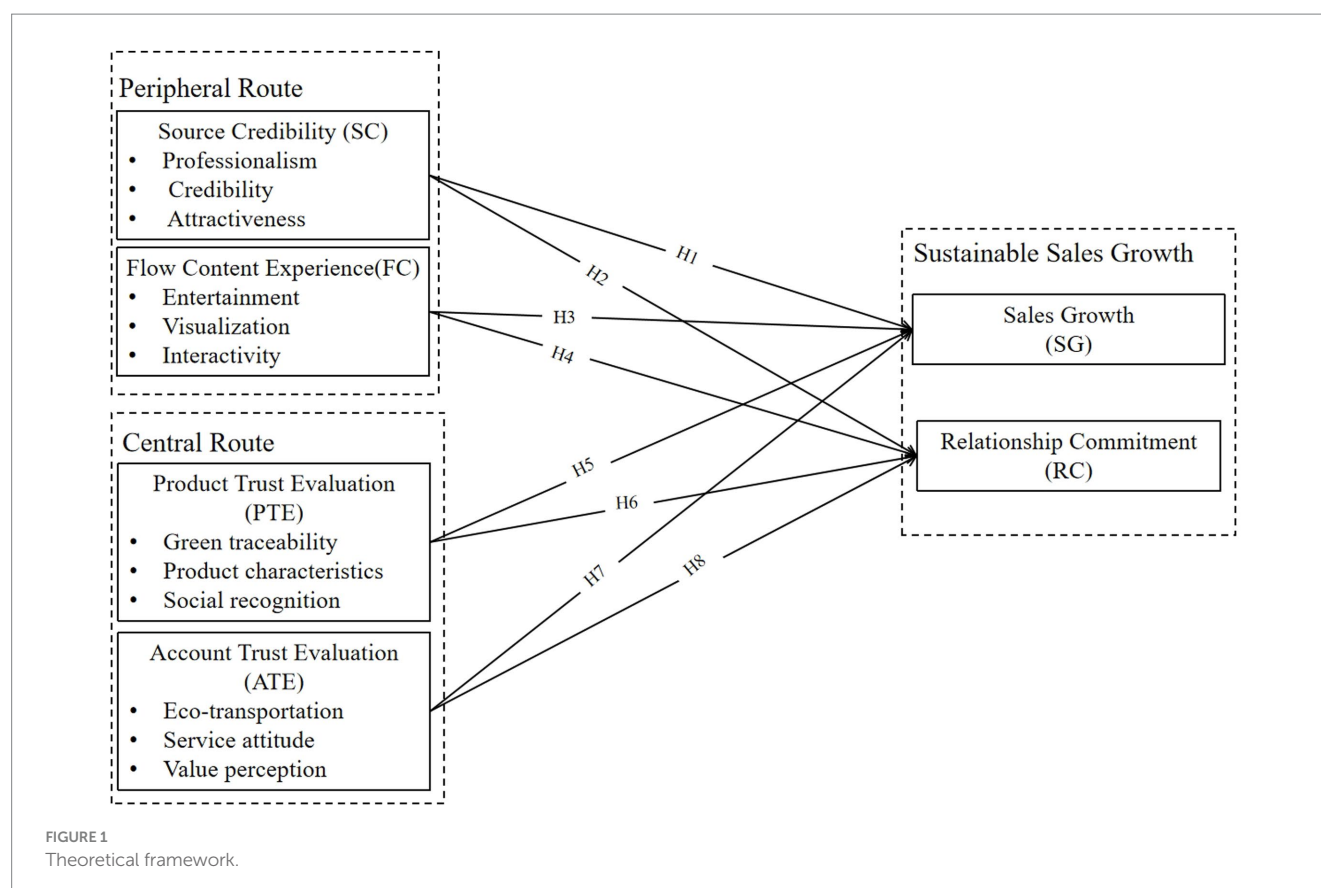 Peripheral Route
Source Credibility (SC)
• Professionalism
• Credibility
• Attractiveness
Flow Content Experience(FC)
• Entertainment
• Visualization
• Interactivity
Central Route
Product Trust Evaluation
(PTE)
• Green traceability
• Product characteristics
• Social recognition
Account Trust Evaluation
(ATE)
• Eco-transportation
• Service attitude
• Value perception
H1
H2
H3
H4
H5
H6
H7
H8
Sustainable Sales Growth
Sales Growth
(SG)
Relationship Commitment
(RC)
FIGURE 1
Theoretical framework.